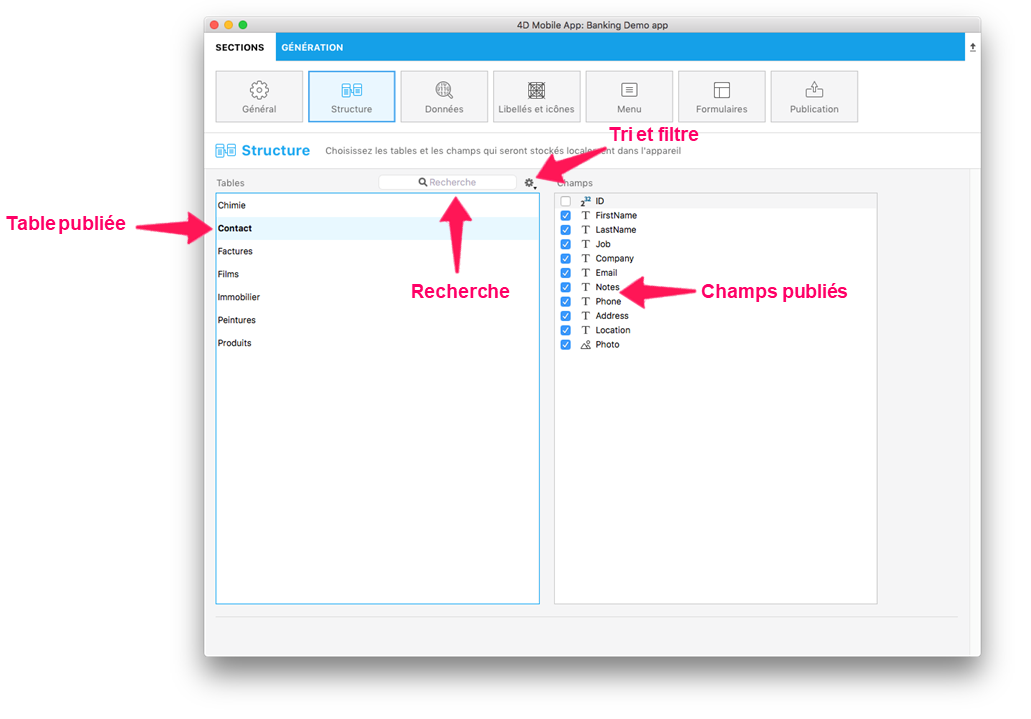 4D Mobile App: Banking Demo app
SECTIONS GÉNÉRATION
Général Structure Données Libellés et icônes Menu Formulaires Publication
Tri et filtre
Structure Choisissez les tables et les champs qui seront stockés localement dans l'appareil
Tables Recherche Champs
Chimie
Contact
Factures
Films
Immobilier
Peintures
Produits
Table publiée
Recherche
2³² ID
T FirstName
T LastName
T Job
T Company
T Email
T Notes
T Phone
T Address
T Location
Photo
Champs publiés